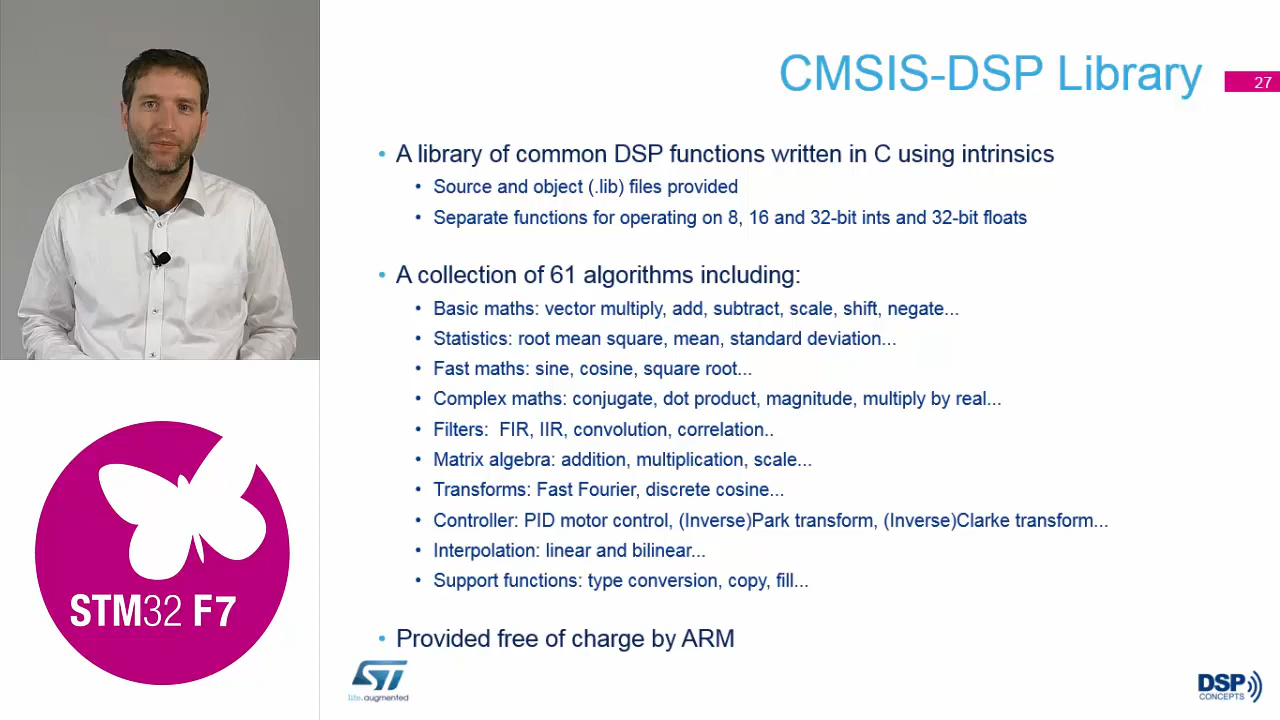 CMSIS-DSP Library
27
• A library of common DSP functions written in C using intrinsics
• Source and object (.lib) files provided
• Separate functions for operating on 8, 16 and 32-bit ints and 32-bit floats
• A collection of 61 algorithms including:
• Basic maths: vector multiply, add, subtract, scale, shift, negate...
• Statistics: root mean square, mean, standard deviation...
• Fast maths: sine, cosine, square root...
• Complex maths: conjugate, dot product, magnitude, multiply by real...
• Filters: FIR, IIR, convolution, correlation..
• Matrix algebra: addition, multiplication, scale...
• Transforms: Fast Fourier, discrete cosine...
• Controller: PID motor control, (Inverse)Park transform, (Inverse)Clarke transform...
• Interpolation: linear and bilinear...
• Support functions: type conversion, copy, fill...
• Provided free of charge by ARM
STM32 F7
ST
life.augmented
DSP
CONCEPTS